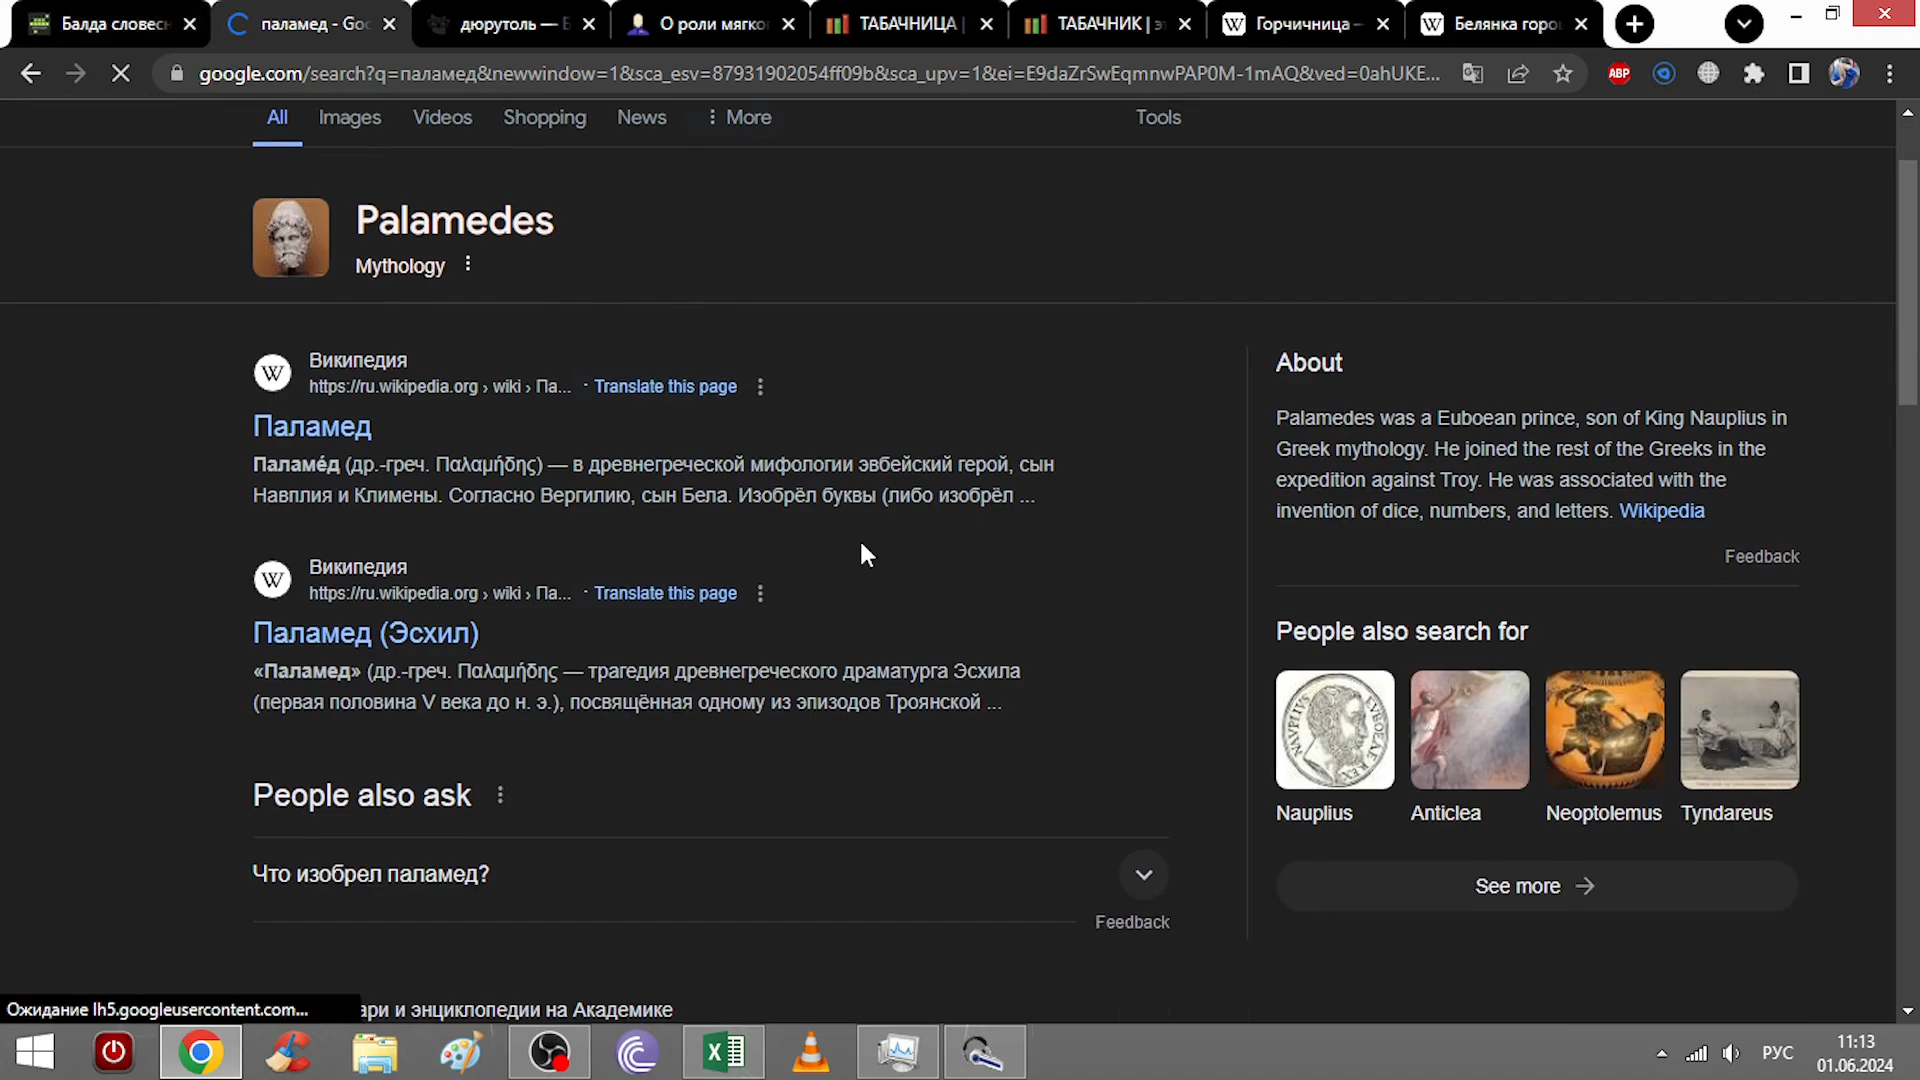 Балда словесн
паламед - Goo
дюрутоль — В
О роли мягко
ТАБАЧНИЦА |
ТАБАЧНИК | э
Горчичница –
Белянка горо
google.com/search?q=паламед&newwindow=1&sca_esv=87931902054ff09b&sca_upv=1&ei=E9daZrSwEqmnwPAP0M-1mAQ&ved=0ahUKE...
ABP
All
Images
Videos
Shopping
News
More
Tools
Palamedes
Mythology
Википедия
https://ru.wikipedia.org › wiki › Па... · Translate this page
Паламед
Паламе́д (др.-греч. Παλαμήδης) — в древнегреческой мифологии эвбейский герой, сын
Навплия и Климены. Согласно Вергилию, сын Бела. Изобрёл буквы (либо изобрёл ...
Википедия
https://ru.wikipedia.org › wiki › Па... · Translate this page
Паламед (Эсхил)
«Паламед» (др.-греч. Παλαμήδης — трагедия древнегреческого драматурга Эсхила
(первая половина V века до н. э.), посвящённая одному из эпизодов Троянской ...
People also ask
Что изобрел паламед?
Feedback
About
Palamedes was a Euboean prince, son of King Nauplius in
Greek mythology. He joined the rest of the Greeks in the
expedition against Troy. He was associated with the
invention of dice, numbers, and letters. Wikipedia
Feedback
People also search for
Nauplius
Anticlea
Neoptolemus
Tyndareus
See more
Ожидание lh5.googleusercontent.com...
ари и энциклопедии на Академике
РУС
11:13
01.06.2024